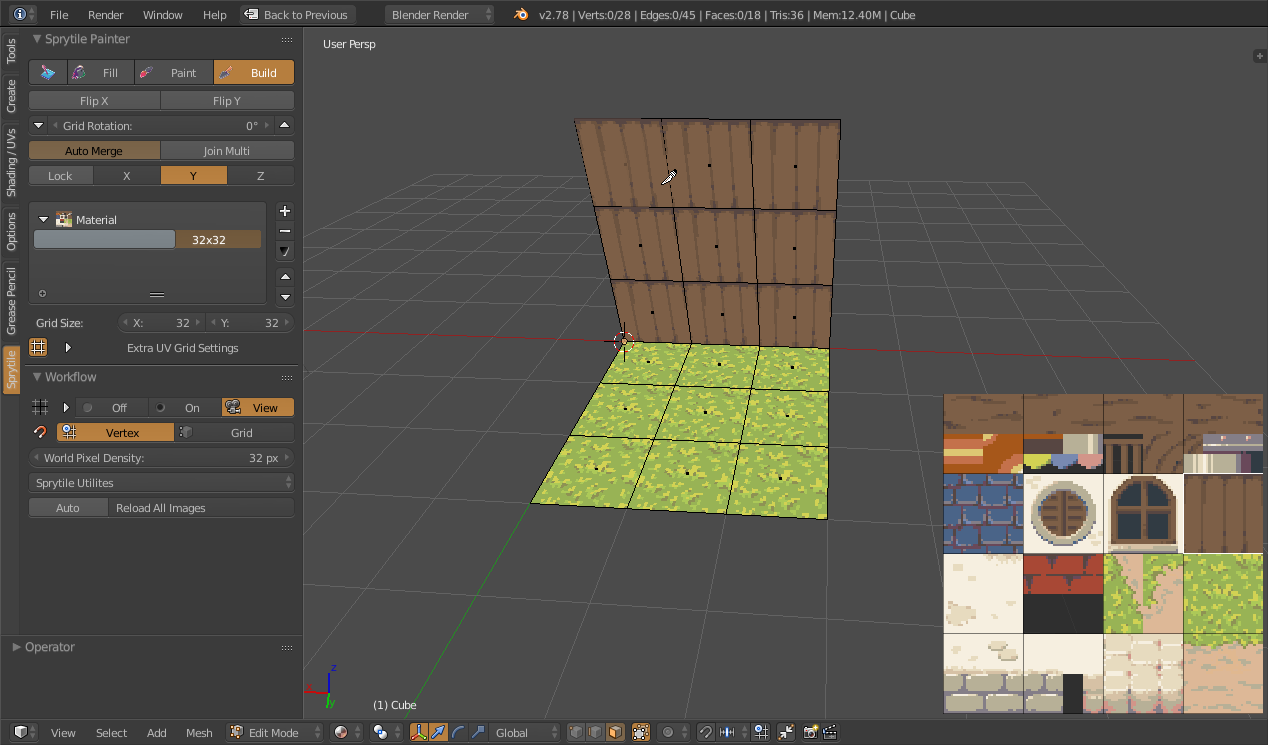 File Render Window Help Back to Previous Blender Render v2.78 | Verts:0/28 | Edges:0/45 | Faces:0/18 | Tris:36 | Mem:12.40M | Cube
Tools
Create
Shading / UVs
Options
Grease Pencil
Sprytile
Sprytile Painter
Fill Paint Build
Flip X Flip Y
Grid Rotation: 0°
Auto Merge Join Multi
Lock X Y Z
Material
32x32
Grid Size: X: 32 Y: 32
Extra UV Grid Settings
Workflow
Off On View
Vertex Grid
World Pixel Density: 32 px
Sprytile Utilites
Auto Reload All Images
Operator
User Persp
z
y
(1) Cube
View Select Add Mesh Edit Mode Global